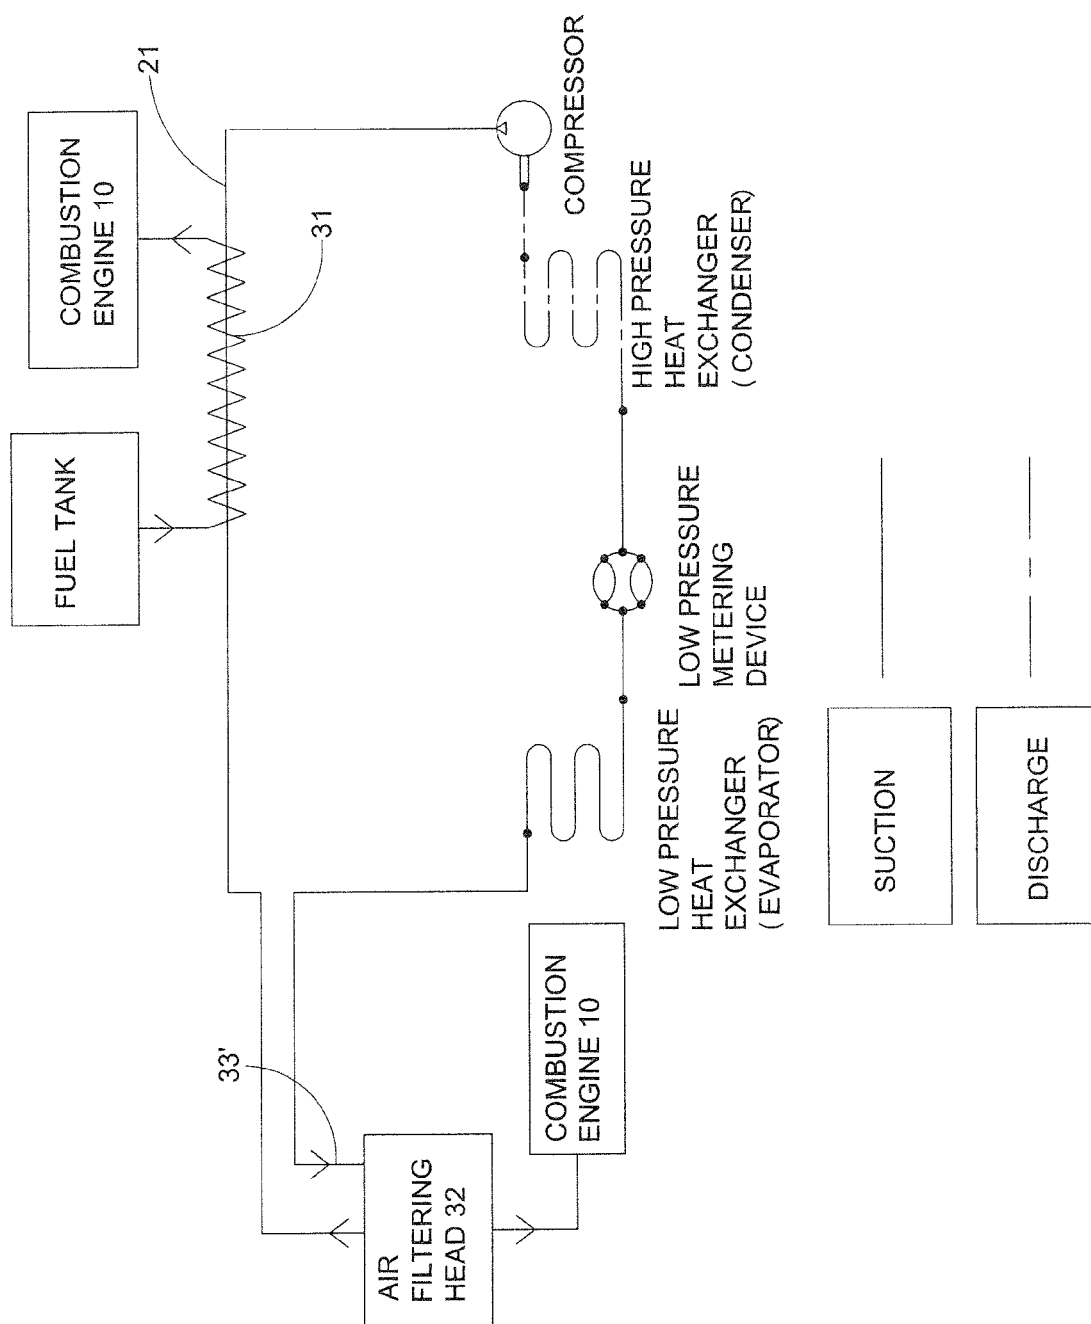 FUEL TANK
COMBUSTION
ENGINE 10
21
33'
31
AIR
FILTERING
HEAD 32
COMBUSTION
ENGINE 10
COMPRESSOR
LOW PRESSURE
HEAT
EXCHANGER
( EVAPORATOR)
LOW PRESSURE
METERING
DEVICE
HIGH PRESSURE
HEAT
EXCHANGER
( CONDENSER)
SUCTION
DISCHARGE